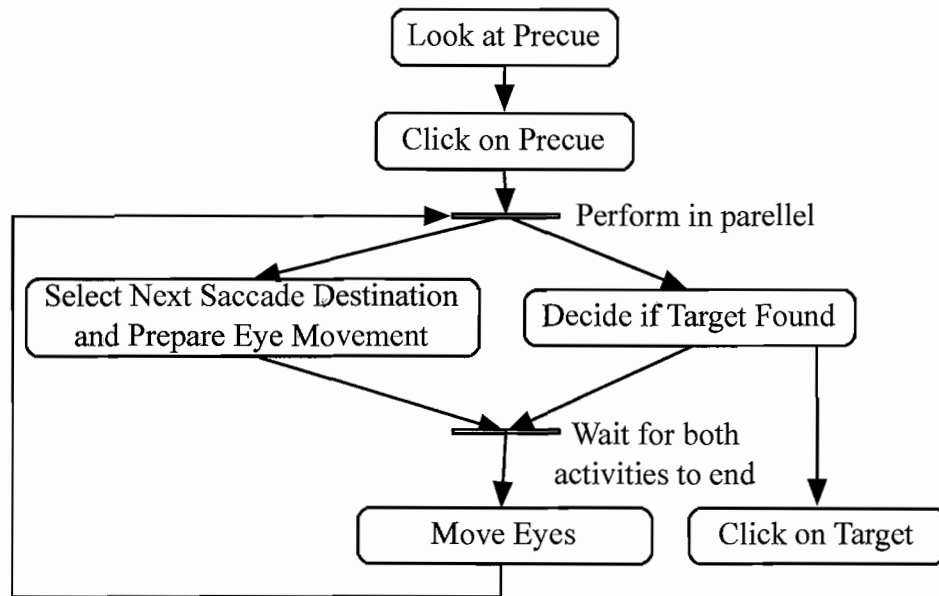 Look at Precue
Click on Precue
Perform in parellel
Select Next Saccade Destination
and Prepare Eye Movement
Decide if Target Found
Wait for both
activities to end
Move Eyes
Click on Target